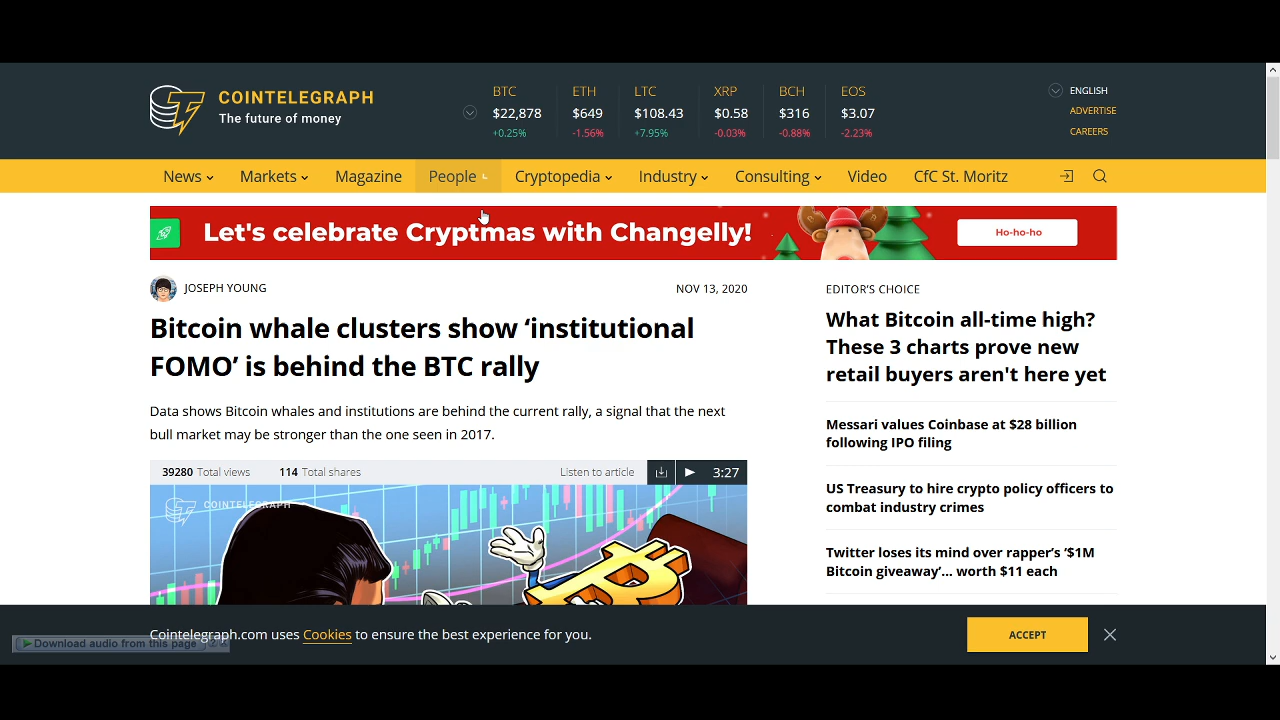 COINTELEGRAPH
The future of money
BTC ETH LTC XRP BCH EOS
$22,878 $649 $108.43 $0.58 $316 $3.07
+0.25% -1.56% +7.95% -0.03% -0.88% -2.23%
ENGLISH
ADVERTISE
CAREERS
News Markets Magazine People Cryptopedia Industry Consulting Video CfC St. Moritz
Let's celebrate Cryptmas with Changelly!
Ho-ho-ho
JOSEPH YOUNG
NOV 13, 2020
Bitcoin whale clusters show ‘institutional
FOMO’ is behind the BTC rally
Data shows Bitcoin whales and institutions are behind the current rally, a signal that the next
bull market may be stronger than the one seen in 2017.
39280 Total views 114 Total shares Listen to article 3:27
COINTELEGRAPH
EDITOR’S CHOICE
What Bitcoin all-time high?
These 3 charts prove new
retail buyers aren't here yet
Messari values Coinbase at $28 billion
following IPO filing
US Treasury to hire crypto policy officers to
combat industry crimes
Twitter loses its mind over rapper’s ‘$1M
Bitcoin giveaway’... worth $11 each
Cointelegraph.com uses Cookies to ensure the best experience for you.
ACCEPT
Download audio from this page